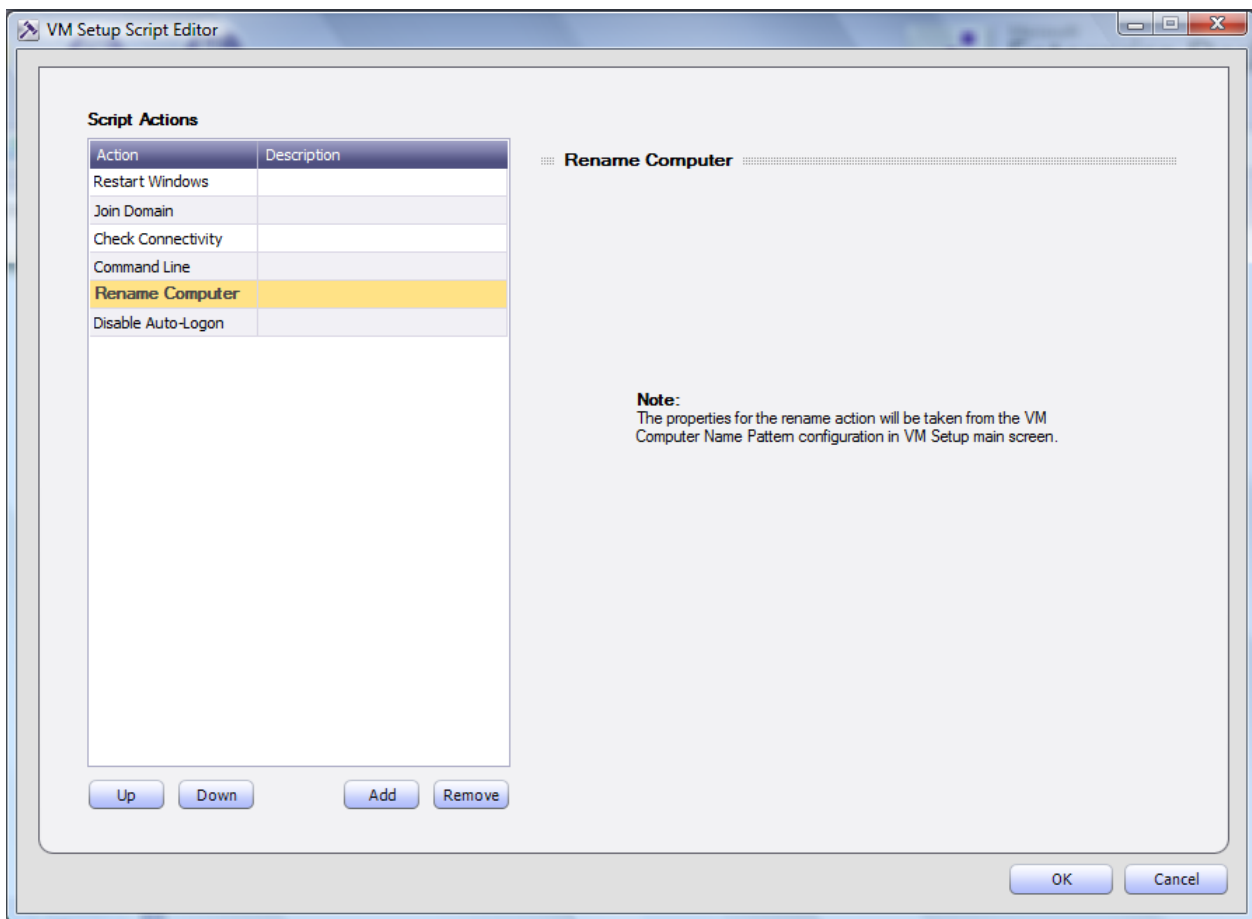 VM Setup Script Editor
Script Actions
Action Description
Restart Windows
Join Domain
Check Connectivity
Command Line
Rename Computer
Disable Auto-Logon
Up Down Add Remove
Rename Computer
Note:
The properties for the rename action will be taken from the VM
Computer Name Pattern configuration in VM Setup main screen.
OK Cancel